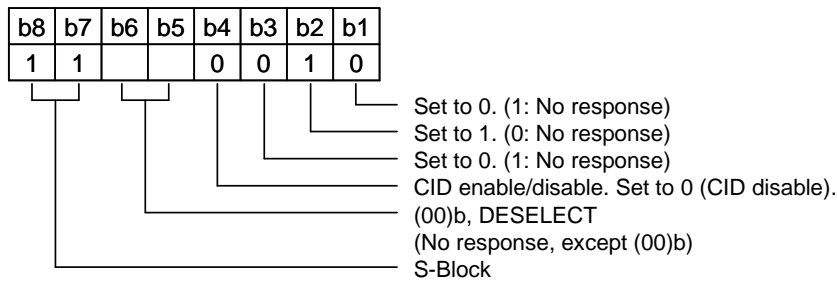 b8 b7 b6 b5 b4 b3 b2 b1
1 1 0 0 1 0
Set to 0. (1: No response)
Set to 1. (0: No response)
Set to 0. (1: No response)
CID enable/disable. Set to 0 (CID disable).
(00)b, DESELECT
(No response, except (00)b)
S-Block